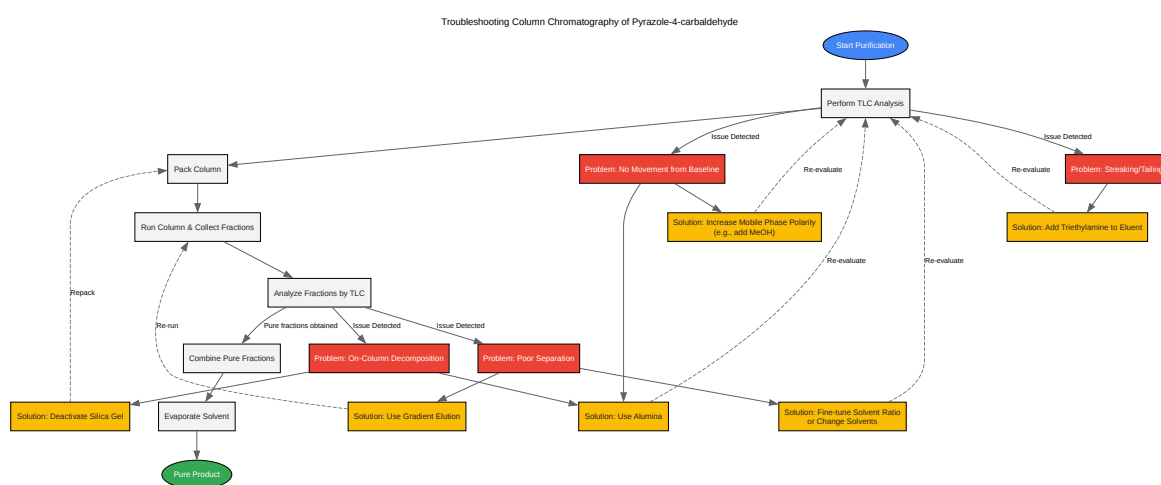 Troubleshooting Column Chromatography of Pyrazole-4-carbaldehyde
Start Purification
Perform TLC Analysis
Issue Detected
Issue Detected
Pack Column
Problem: No Movement from Baseline
Re-evaluate
Re-evaluate
Problem: Streaking/Tailing
Run Column & Collect Fractions
Solution: Increase Mobile Phase Polarity
(e.g., add MeOH)
Solution: Add Triethylamine to Eluent
Re-evaluate
Re-evaluate
Repack
Analyze Fractions by TLC
Re-run
Pure fractions obtained
Issue Detected
Issue Detected
Combine Pure Fractions
Problem: On-Column Decomposition
Problem: Poor Separation
Solution: Deactivate Silica Gel
Evaporate Solvent
Solution: Use Gradient Elution
Solution: Use Alumina
Solution: Fine-tune Solvent Ratio
or Change Solvents
Pure Product